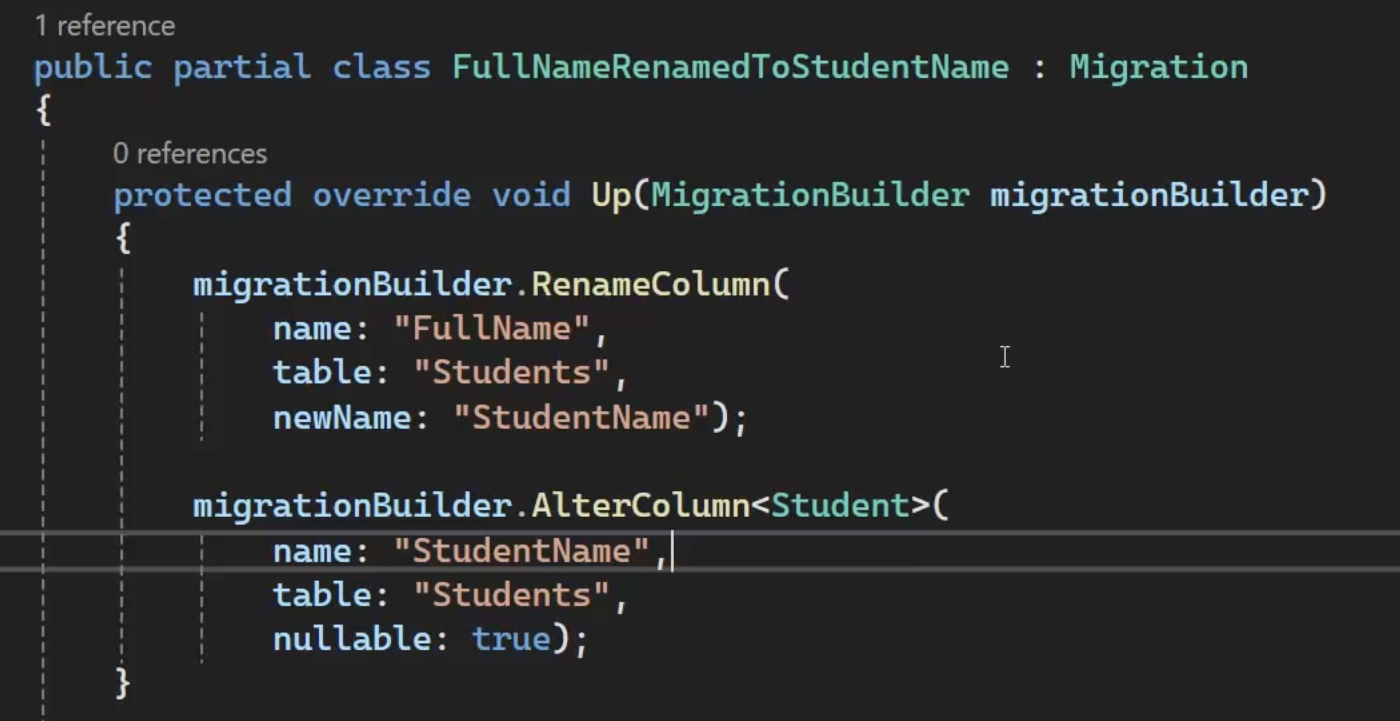 1 reference
public partial class FullNameRenamedToStudentName : Migration
{
0 references
protected override void Up(MigrationBuilder migrationBuilder)
{
migrationBuilder.RenameColumn(
name: "FullName",
table: "Students",
newName: "StudentName");
migrationBuilder.AlterColumn<Student>(
name: "StudentName",
table: "Students",
nullable: true);
}